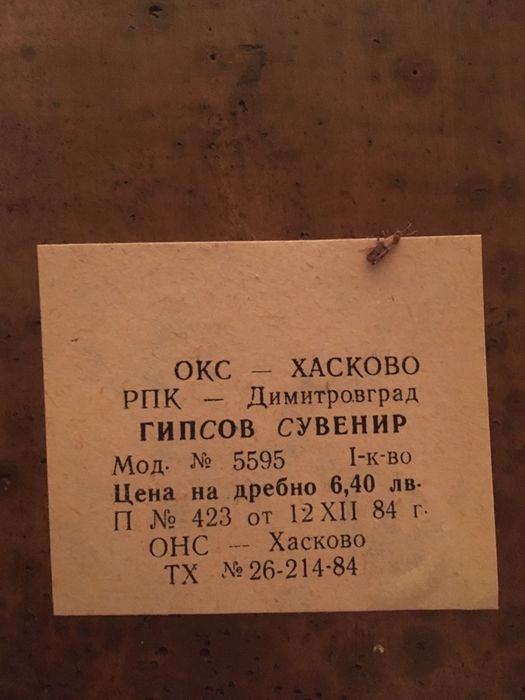 ОКС — ХАСКОВО
РПК — Димитровград
ГИПСОВ СУВЕНИР
Мод. № 5595 I-к-во
Цена на дребно 6,40 лв.
П № 423 от 12 XII 84 г.
ОНС — Хасково
ТХ № 26-214-84